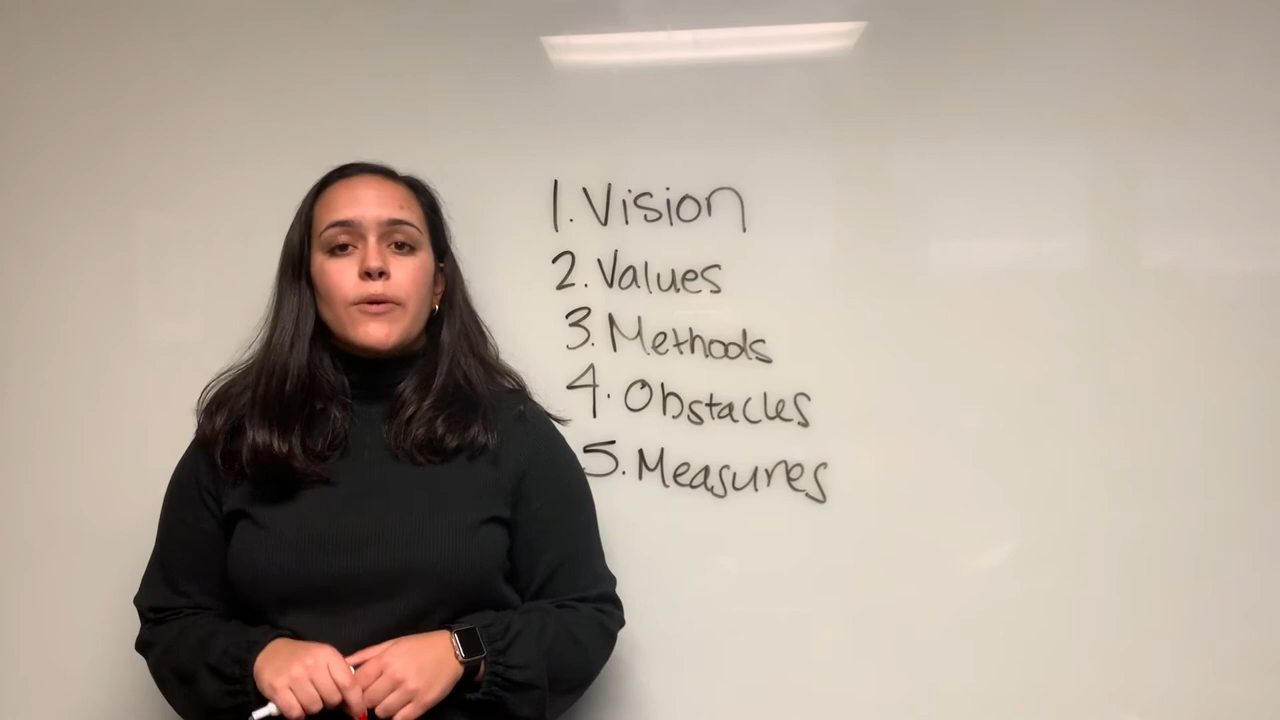 1. Vision
2. Values
3. Methods
4. Obstacles
5. Measures